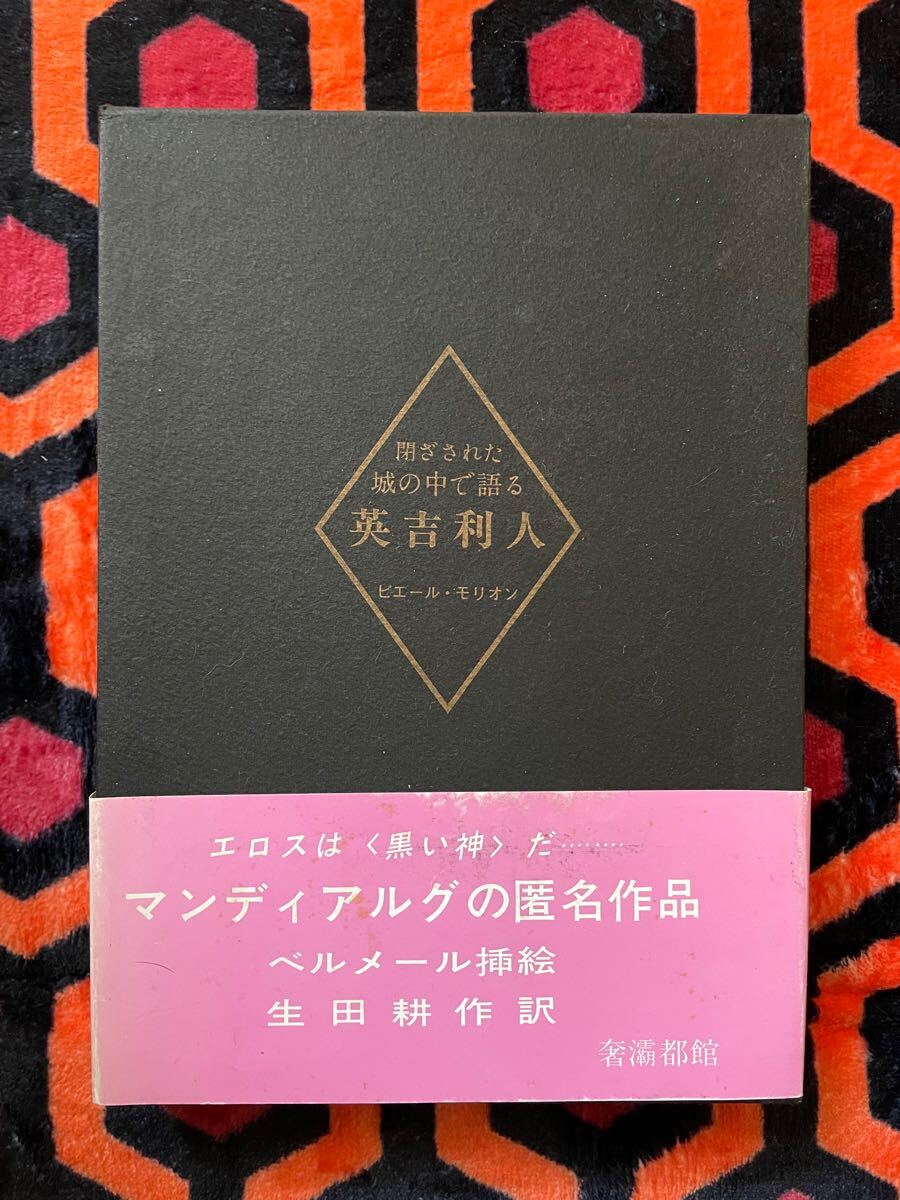 閉ざされた
城の中で語る
英吉利人
ピエール・モリオン
エロスは〈黒い神〉だ………
マンディアルグの匿名作品
ベルメール挿絵
生田耕作訳
奢灞都館